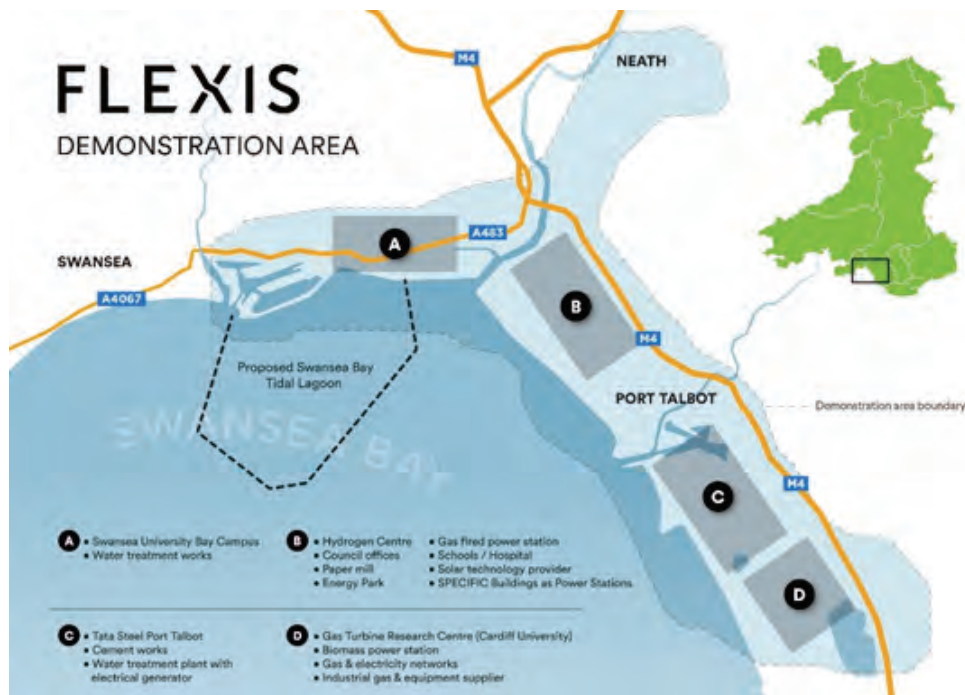 FLEXIS
DEMONSTRATION AREA
M4
NEATH
A483
A
SWANSEA
A4067
B
M4
Proposed Swansea Bay
Tidal Lagoon
PORT TALBOT
Demonstration area boundary
SWANSEA BAY
M4
C
D
A
• Swansea University Bay Campus
• Water treatment works
B
• Hydrogen Centre
• Council offices
• Paper mill
• Energy Park
• Gas fired power station
• Schools / Hospital
• Solar technology provider
• SPECIFIC Buildings as Power Stations
C
• Tata Steel Port Talbot
• Cement works
• Water treatment plant with
electrical generator
D
• Gas Turbine Research Centre (Cardiff University)
• Biomass power station
• Gas & electricity networks
• Industrial gas & equipment supplier